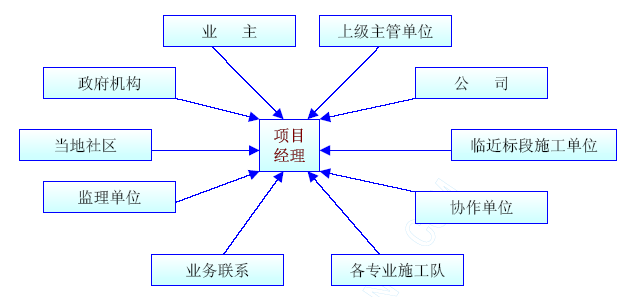 业 主
上级主管单位
政府机构
公 司
项目
经理
当地社区
临近标段施工单位
监理单位
协作单位
业务联系
各专业施工队